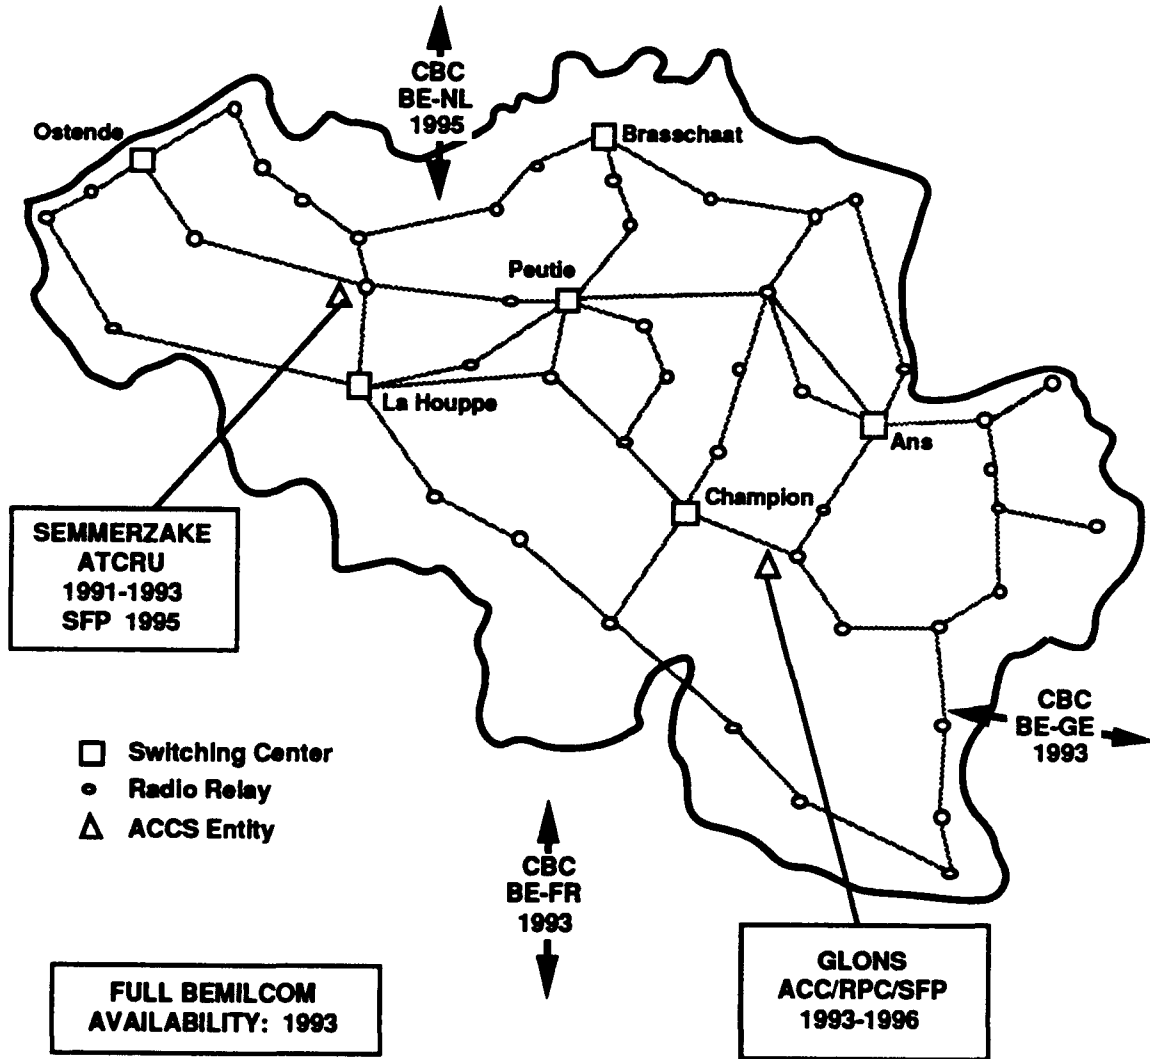 CBC
BE-NL
1995
Ostende
Brasschaat
Peutie
La Houppe
Ans
Champion
SEMMERZAKE
ATCRU
1991-1993
SFP 1995
CBC
BE-GE
1993
Switching Center
Radio Relay
ACCS Entity
CBC
BE-FR
1993
FULL BEMILCOM
AVAILABILITY: 1993
GLONS
ACC/RPC/SFP
1993-1996